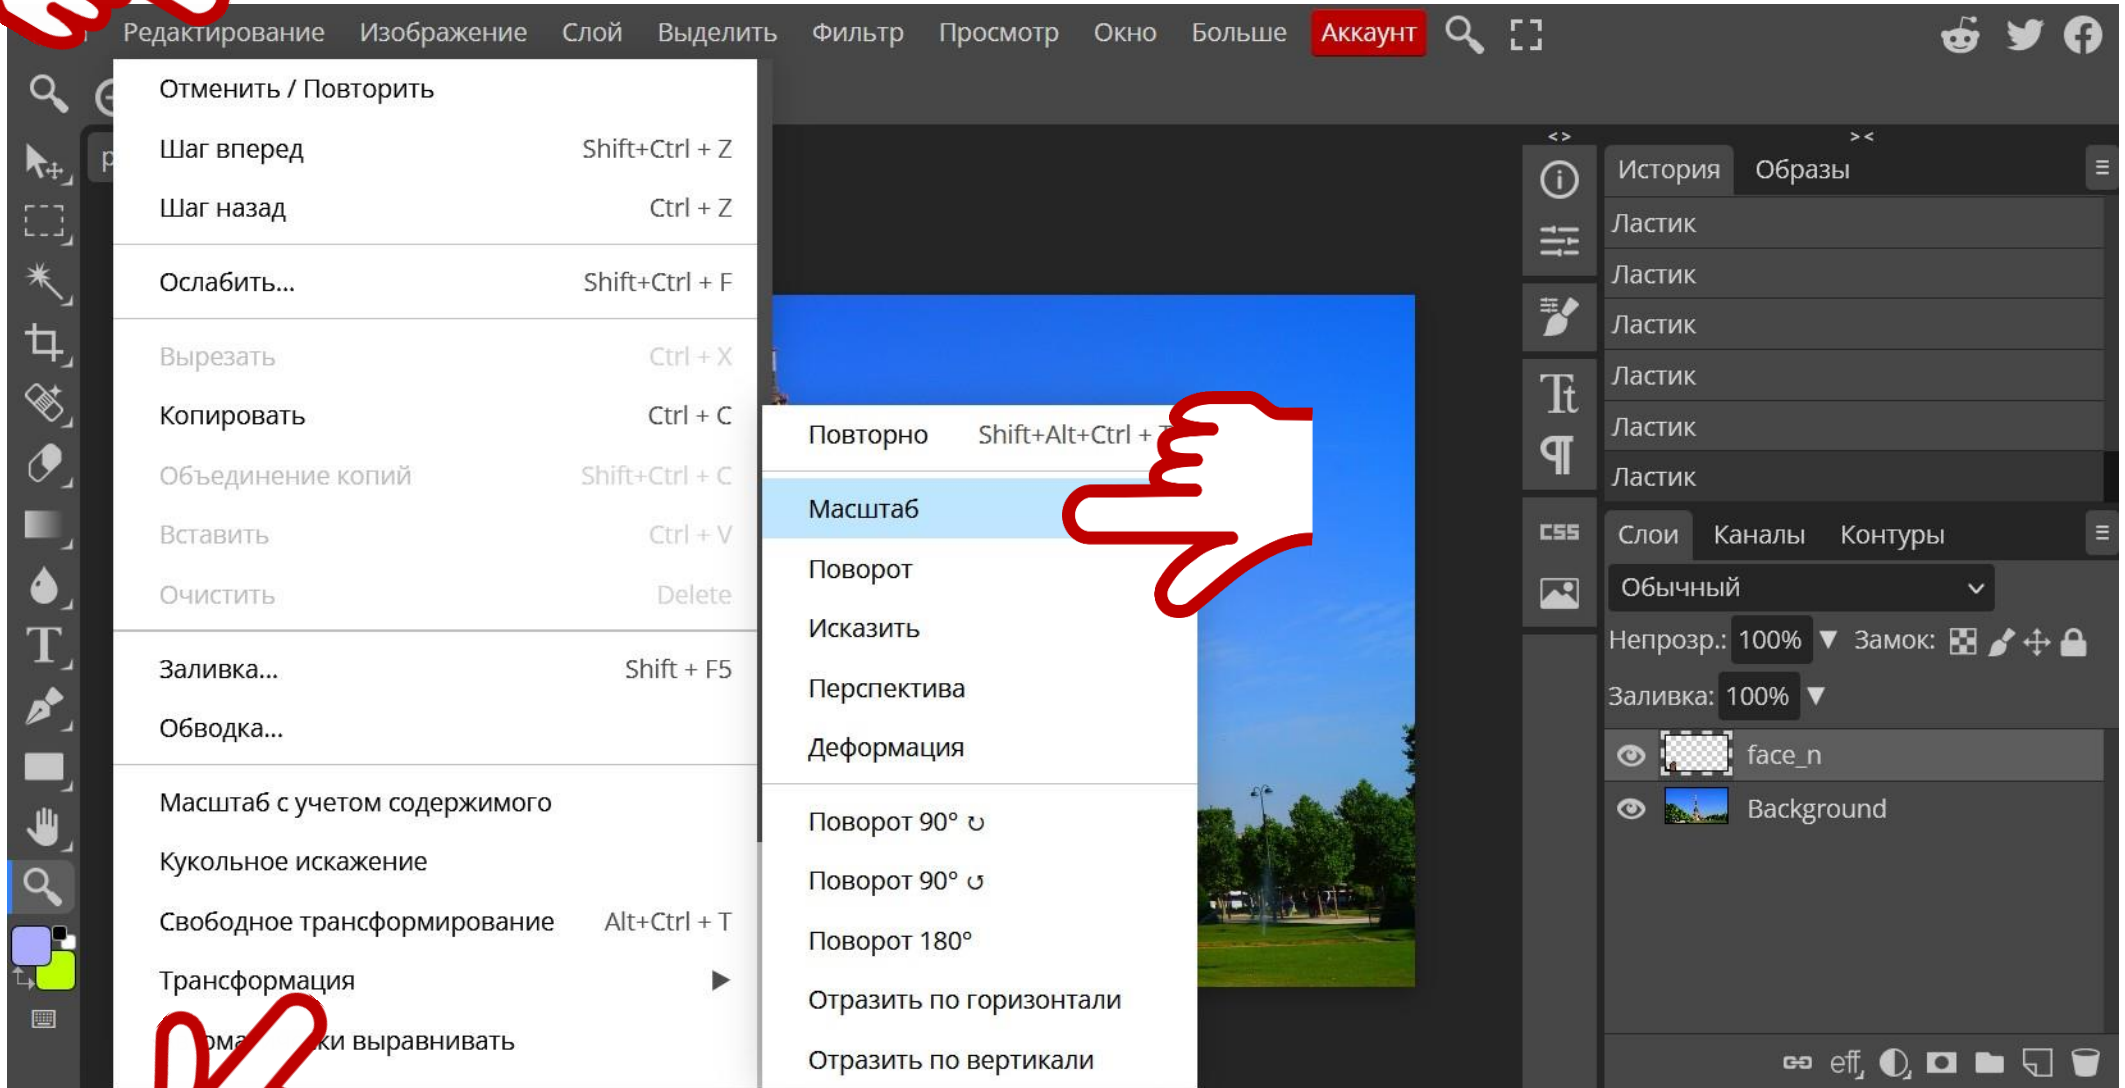 Редактирование Изображение Слой Выделить Фильтр Просмотр Окно Больше Аккаунт
Отменить / Повторить
Шаг вперед Shift+Ctrl + Z
Шаг назад Ctrl + Z
Ослабить... Shift+Ctrl + F
Вырезать Ctrl + X
Копировать Ctrl + C
Объединение копий Shift+Ctrl + C
Вставить Ctrl + V
Очистить Delete
Заливка... Shift + F5
Обводка...
Масштаб с учетом содержимого
Кукольное искажение
Свободное трансформирование Alt+Ctrl + T
Трансформация
выравнивать
Повторно Shift+Alt+Ctrl + T
Масштаб
Поворот
Исказить
Перспектива
Деформация
Поворот 90° ↻
Поворот 90° ↺
Поворот 180°
Отразить по горизонтали
Отразить по вертикали
< > > <
История Образы
Ластик
Ластик
Ластик
Ластик
Ластик
Ластик
CSS
Слои Каналы Контуры
Обычный
Непрозр.: 100% Замок:
Заливка: 100%
face_n
Background
eff